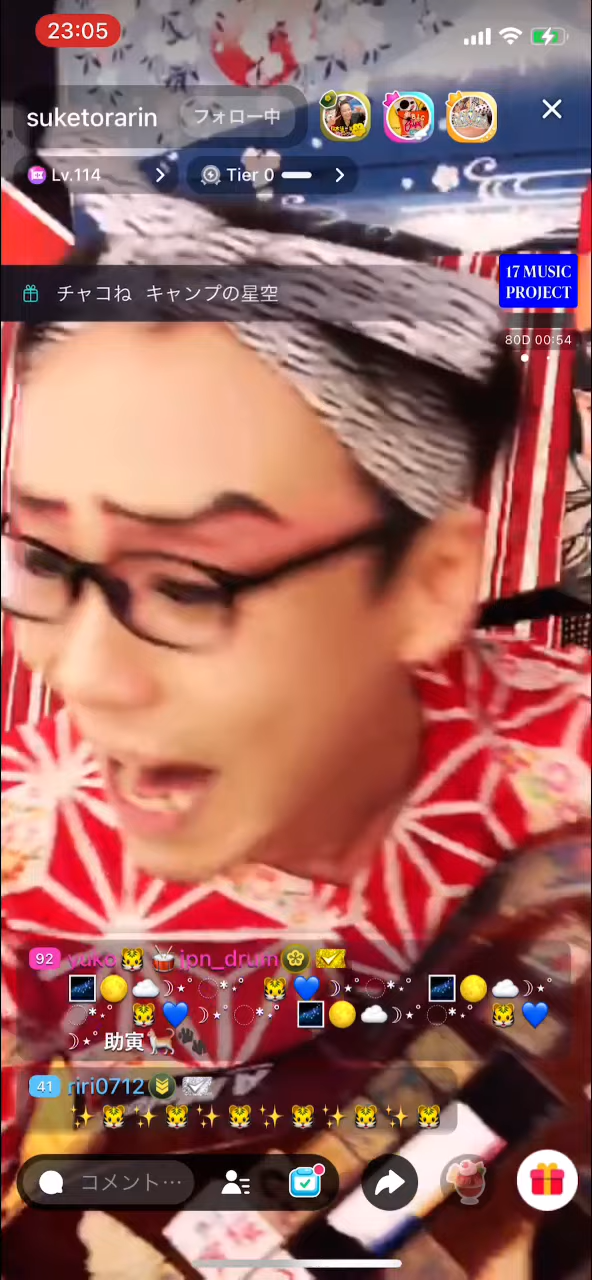 23:05
suketorarin フォロー中
Lv.114 Tier 0
チャコね キャンプの星空
17 MUSIC
PROJECT
80D 00:54
92 yuko🐯🥁jpn_drum
🌌🌕☁️☽⋆゜◌*⋆゜ 🐯💙☽⋆゜◌*⋆゜ 🌌🌕☁️☽⋆゜
◌*⋆゜ 🐯💙☽⋆゜◌*⋆゜ 🌌🌕☁️☽⋆゜◌*⋆゜ 🐯💙
☽⋆゜助寅🐕🐾
41 riri0712
✨🐯✨🐯✨🐯✨🐯✨🐯✨🐯
コメント…